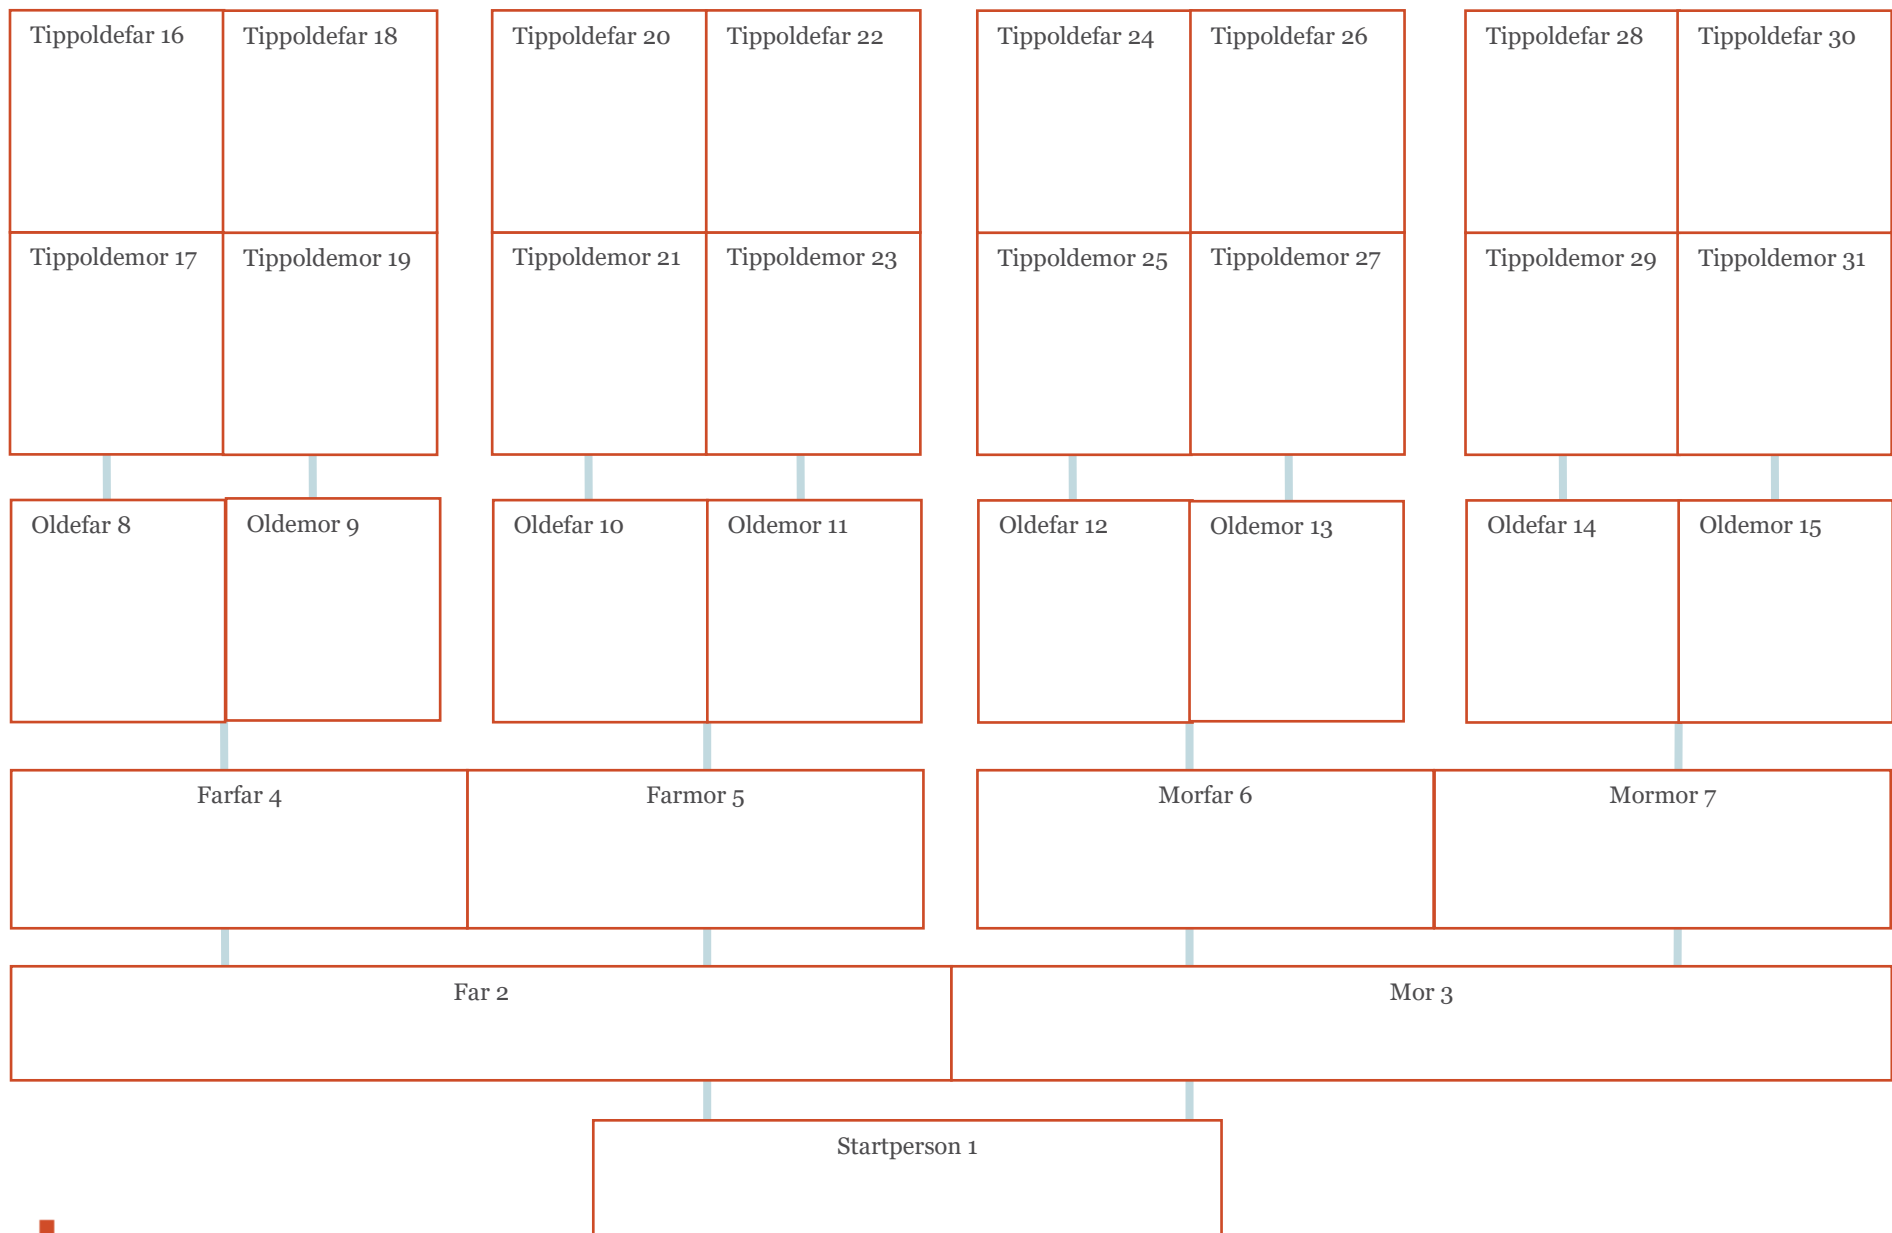 Tippoldefar 16
Tippoldefar 18
Tippoldefar 20
Tippoldefar 22
Tippoldefar 24
Tippoldefar 26
Tippoldefar 28
Tippoldefar 30
Tippoldemor 17
Tippoldemor 19
Tippoldemor 21
Tippoldemor 23
Tippoldemor 25
Tippoldemor 27
Tippoldemor 29
Tippoldemor 31
Oldefar 8
Oldemor 9
Oldefar 10
Oldemor 11
Oldefar 12
Oldemor 13
Oldefar 14
Oldemor 15
Farfar 4
Farmor 5
Morfar 6
Mormor 7
Far 2
Mor 3
Startperson 1